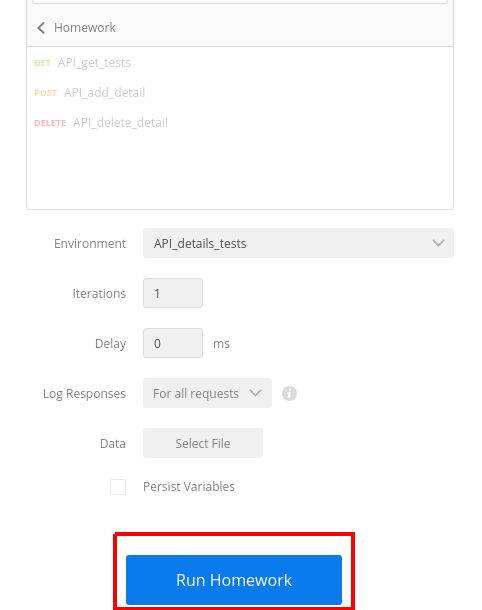 Homework
GET API_get_tests
POST API_add_detail
DELETE API_delete_detail
Environment API_details_tests
Iterations 1
Delay 0 ms
Log Responses For all requests
Data Select File
Persist Variables
Run Homework